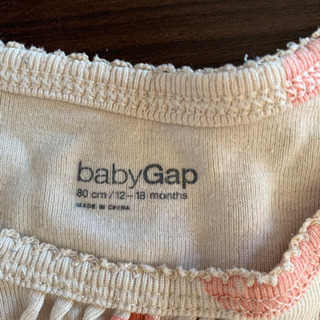 babyGap
80 cm / 12–18 months
MADE IN CHINA